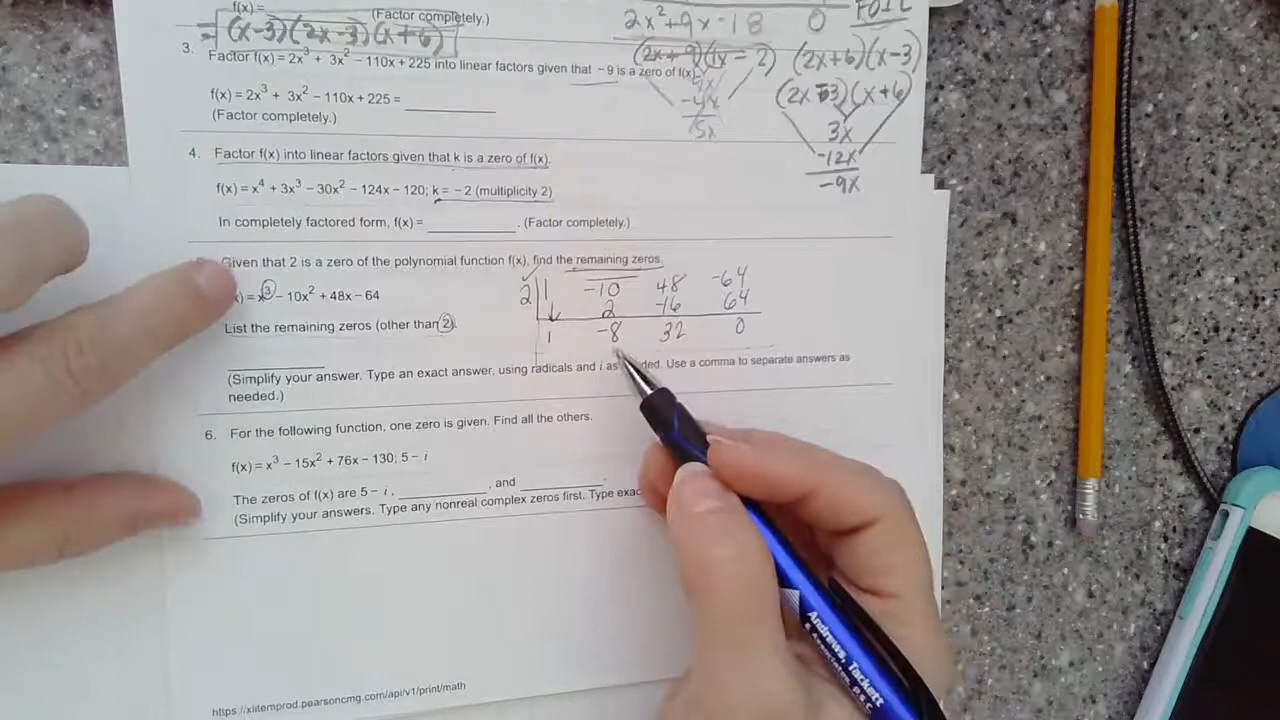 f(x) = (Factor completely.)
= (x-3)(2x-3)(x+6)
2x²+9x-18 0 FOIL
(2x+9)(1x-2) (2x+6)(x-3)
(2x-3)(x+6)
9x
-4x
5x
3x
-12x
-9x
3. Factor f(x) = 2x³ + 3x² − 110x + 225 into linear factors given that − 9 is a zero of f(x).
f(x) = 2x³ + 3x² − 110x + 225 =
(Factor completely.)
4. Factor f(x) into linear factors given that k is a zero of f(x).
f(x) = x⁴ + 3x³ − 30x² − 124x − 120; k = − 2 (multiplicity 2)
In completely factored form, f(x) = . (Factor completely.)
Given that 2 is a zero of the polynomial function f(x), find the remaining zeros.
x) = x³ − 10x² + 48x − 64
2 1 -10 48 -64
2 -16 64
1 -8 32 0
List the remaining zeros (other than 2).
(Simplify your answer. Type an exact answer, using radicals and i as needed. Use a comma to separate answers as
needed.)
6. For the following function, one zero is given. Find all the others.
f(x) = x³ − 15x² + 76x − 130; 5 − i
The zeros of f(x) are 5 − i , , and .
(Simplify your answers. Type any nonreal complex zeros first. Type
https://xlitemprod.pearsoncmg.com/api/v1/print/math
Andrews, Tackett
& Associates, P.S.C.